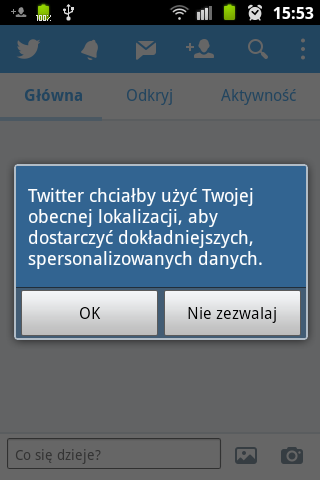 100% 15:53
Główna Odkryj Aktywność
Twitter chciałby użyć Twojej
obecnej lokalizacji, aby
dostarczyć dokładniejszych,
spersonalizowanych danych.
OK Nie zezwalaj
Co się dzieje?